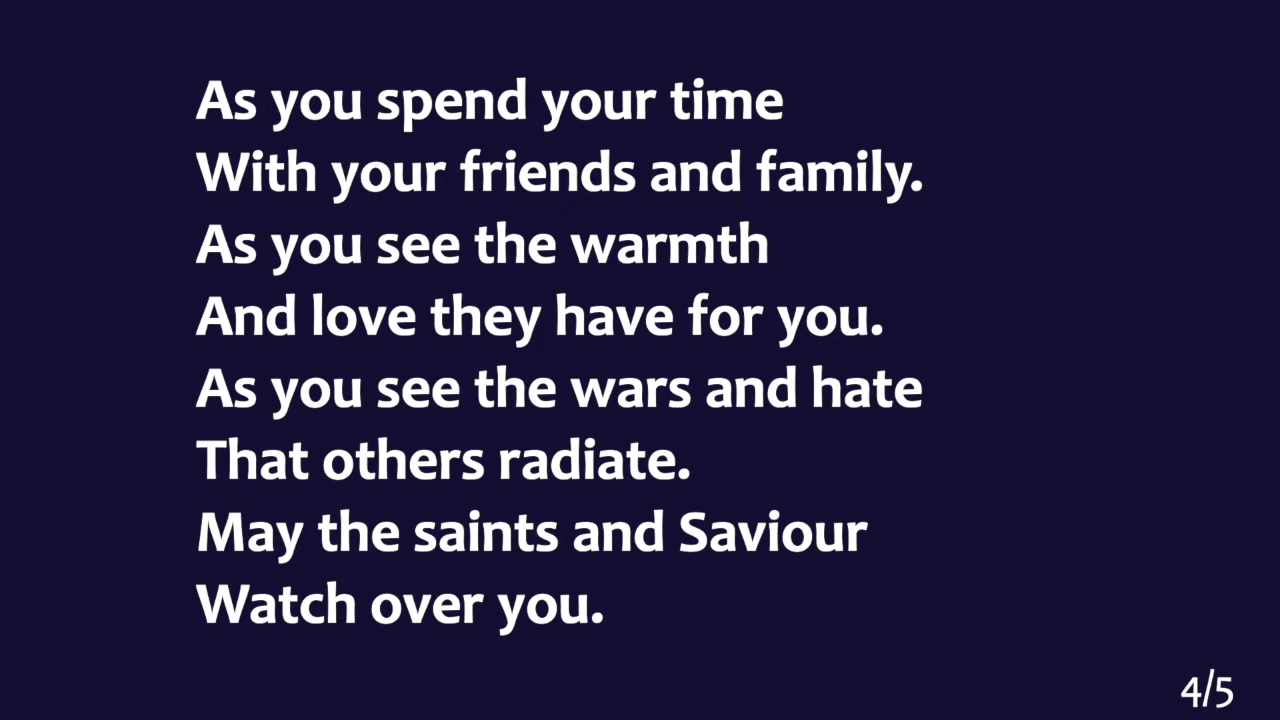 As you spend your time
With your friends and family.
As you see the warmth
And love they have for you.
As you see the wars and hate
That others radiate.
May the saints and Saviour
Watch over you.
4/5